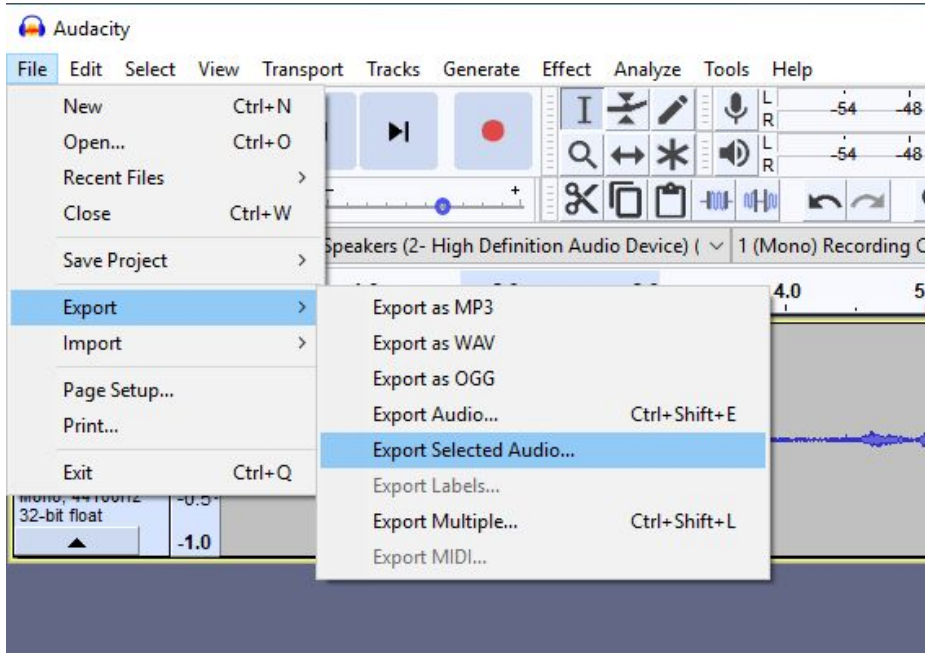 Audacity
File Edit Select View Transport Tracks Generate Effect Analyze Tools Help
New Ctrl+N
Open... Ctrl+O
Recent Files
Close Ctrl+W
Save Project
Export
Import
Page Setup...
Print...
Exit Ctrl+Q
L
R
-54 -48
L
R
-54 -48
- +
Speakers (2- High Definition Audio Device) ( 1 (Mono) Recording C
4.0 5
Export as MP3
Export as WAV
Export as OGG
Export Audio... Ctrl+Shift+E
Export Selected Audio...
Export Labels...
Export Multiple... Ctrl+Shift+L
Export MIDI...
-0.5
32-bit float
-1.0